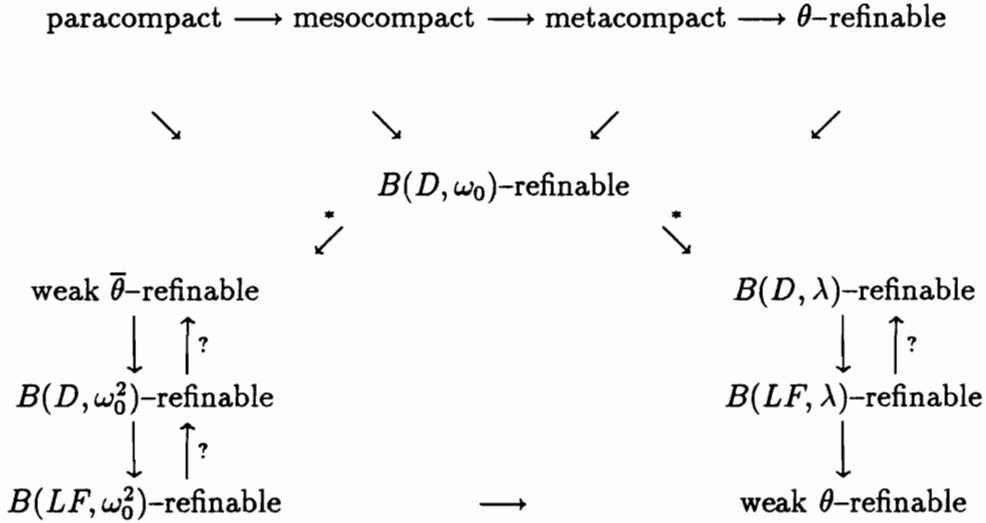 paracompact ⟶ mesocompact ⟶ metacompact ⟶ θ–refinable
↘ ↘ ↙ ↙
B(D, ω₀)–refinable
* *
↙ ↘
weak θ̅–refinable B(D, λ)–refinable
↓ ↑ ? ↓ ↑ ?
B(D, ω₀²)–refinable B(LF, λ)–refinable
↓ ↑ ? ↓
B(LF, ω₀²)–refinable ⟶ weak θ–refinable